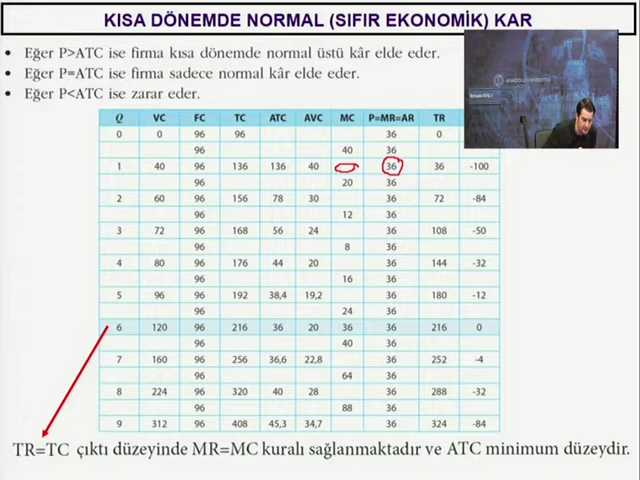 KISA DÖNEMDE NORMAL (SIFIR EKONOMİK) KAR
• Eğer P>ATC ise firma kısa dönemde normal üstü kâr elde eder.
• Eğer P=ATC ise firma sadece normal kâr elde eder.
• Eğer P<ATC ise zarar eder.
Q VC FC TC ATC AVC MC P=MR=AR TR
0 0 96 96 36 0
96 40 36
1 40 96 136 136 40 36 36 -100
96 20 36
2 60 96 156 78 30 36 72 -84
96 12 36
3 72 96 168 56 24 36 108 -50
96 8 36
4 80 96 176 44 20 36 144 -32
96 16 36
5 96 96 192 38,4 19,2 36 180 -12
96 24 36
6 120 96 216 36 20 36 36 216 0
96 40 36
7 160 96 256 36,6 22,8 36 252 -4
96 64 36
8 224 96 320 40 28 36 288 -32
96 88 36
9 312 96 408 45,3 34,7 36 324 -84
TR=TC çıktı düzeyinde MR=MC kuralı sağlanmaktadır ve ATC minimum düzeydir.